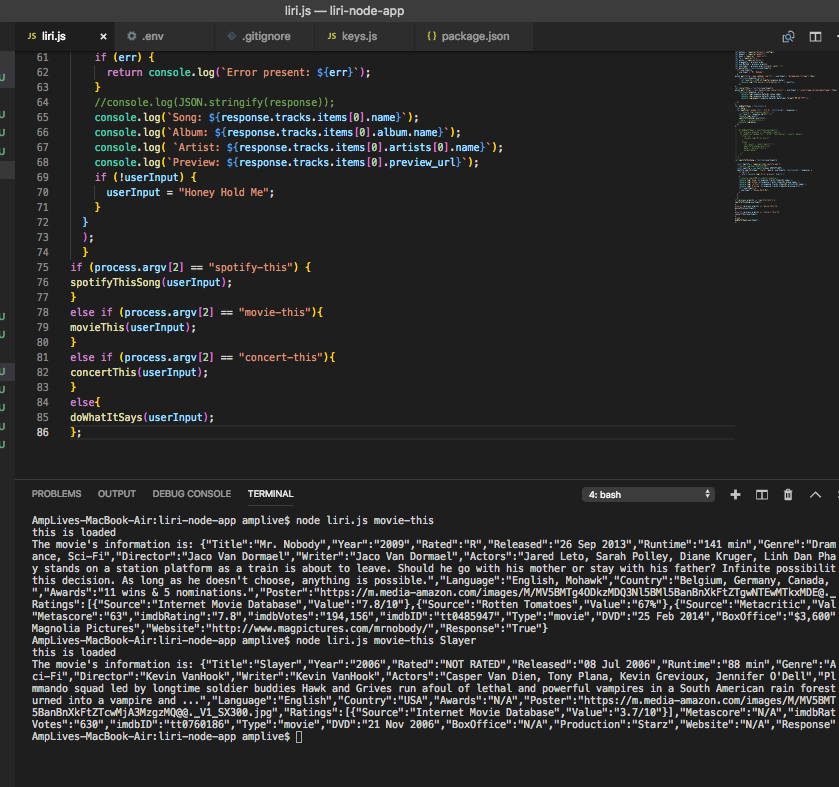 liri.js — liri-node-app
JS liri.js × .env .gitignore JS keys.js {} package.json
61 if (err) {
62 return console.log(`Error present: ${err}`);
63 }
64 //console.log(JSON.stringify(response));
65 console.log(`Song: ${response.tracks.items[0].name}`);
66 console.log(`Album: ${response.tracks.items[0].album.name}`);
67 console.log( `Artist: ${response.tracks.items[0].artists[0].name}`);
68 console.log(`Preview: ${response.tracks.items[0].preview_url}`);
69 if (!userInput) {
70 userInput = "Honey Hold Me";
71 }
72 }
73 );
74 }
75 if (process.argv[2] == "spotify-this") {
76 spotifyThisSong(userInput);
77 }
78 else if (process.argv[2] == "movie-this"){
79 movieThis(userInput);
80 }
81 else if (process.argv[2] == "concert-this"){
82 concertThis(userInput);
83 }
84 else{
85 doWhatItSays(userInput);
86 };
PROBLEMS OUTPUT DEBUG CONSOLE TERMINAL 4: bash
AmpLives-MacBook-Air:liri-node-app amplive$ node liri.js movie-this
this is loaded
The movie's information is: {"Title":"Mr. Nobody","Year":"2009","Rated":"R","Released":"26 Sep 2013","Runtime":"141 min","Genre":"Dram
ance, Sci-Fi","Director":"Jaco Van Dormael","Writer":"Jaco Van Dormael","Actors":"Jared Leto, Sarah Polley, Diane Kruger, Linh Dan Pha
y stands on a station platform as a train is about to leave. Should he go with his mother or stay with his father? Infinite possibilit
this decision. As long as he doesn't choose, anything is possible.","Language":"English, Mohawk","Country":"Belgium, Germany, Canada,
","Awards":"11 wins & 5 nominations.","Poster":"https://m.media-amazon.com/images/M/MV5BMTg4ODkzMDQ3Nl5BMl5BanBnXkFtZTgwNTEwMTkxMDE@._
Ratings":[{"Source":"Internet Movie Database","Value":"7.8/10"},{"Source":"Rotten Tomatoes","Value":"67%"},{"Source":"Metacritic","Val
"Metascore":"63","imdbRating":"7.8","imdbVotes":"194,156","imdbID":"tt0485947","Type":"movie","DVD":"25 Feb 2014","BoxOffice":"$3,600"
Magnolia Pictures","Website":"http://www.magpictures.com/mrnobody/","Response":"True"}
AmpLives-MacBook-Air:liri-node-app amplive$ node liri.js movie-this Slayer
this is loaded
The movie's information is: {"Title":"Slayer","Year":"2006","Rated":"NOT RATED","Released":"08 Jul 2006","Runtime":"88 min","Genre":"A
ci-Fi","Director":"Kevin VanHook","Writer":"Kevin VanHook","Actors":"Casper Van Dien, Tony Plana, Kevin Grevioux, Jennifer O'Dell","Pl
mmando squad led by longtime soldier buddies Hawk and Grives run afoul of lethal and powerful vampires in a South American rain forest
urned into a vampire and ...","Language":"English","Country":"USA","Awards":"N/A","Poster":"https://m.media-amazon.com/images/M/MV5BMT
5BanBnXkFtZTcwMjA3MzgzMQ@@._V1_SX300.jpg","Ratings":[{"Source":"Internet Movie Database","Value":"3.7/10"}],"Metascore":"N/A","imdbRat
Votes":"630","imdbID":"tt0760186","Type":"movie","DVD":"21 Nov 2006","BoxOffice":"N/A","Production":"Starz","Website":"N/A","Response"
AmpLives-MacBook-Air:liri-node-app amplive$